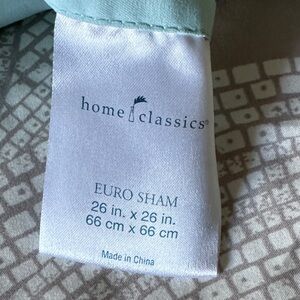 home classics®
EURO SHAM
26 in. x 26 in.
66 cm x 66 cm
Made in China